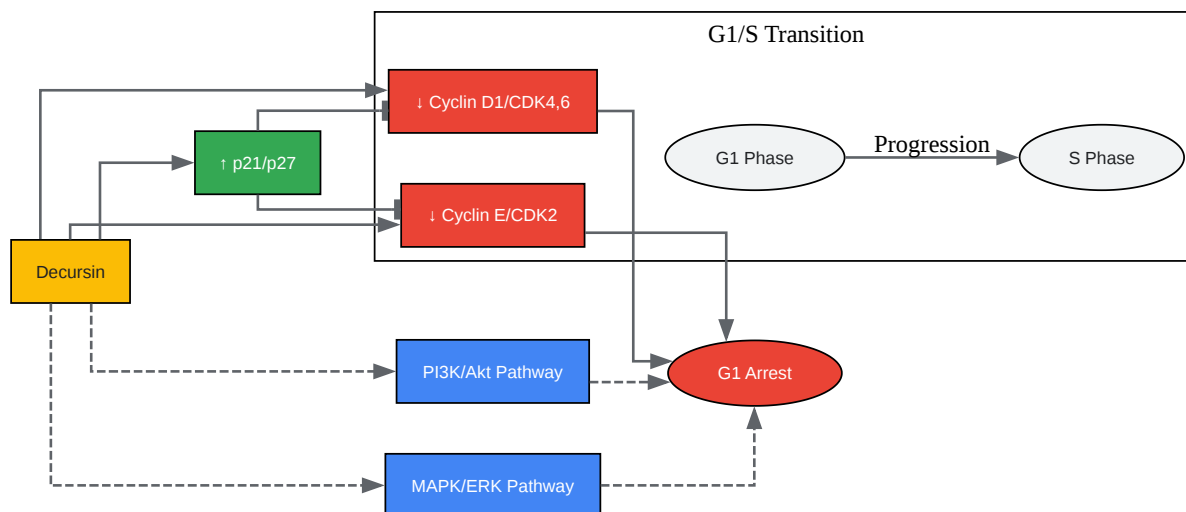 G1/S Transition
↓ Cyclin D1/CDK4,6
↑ p21/p27
G1 Phase
Progression
S Phase
↓ Cyclin E/CDK2
Decursin
PI3K/Akt Pathway
G1 Arrest
MAPK/ERK Pathway